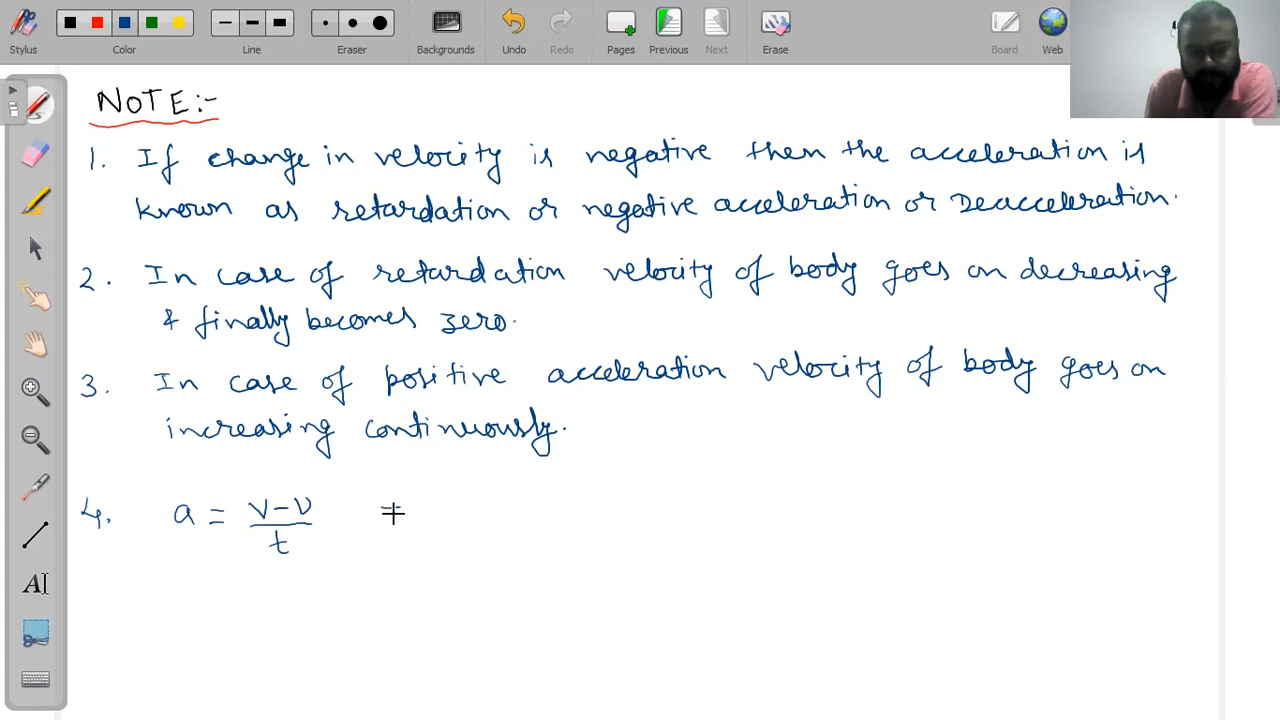 Stylus Color Line Eraser Backgrounds Undo Redo Pages Previous Next Erase Board Web
NOTE:-
1. If change in velocity is negative then the acceleration is
known as retardation or negative acceleration or Deacceleration.
2. In case of retardation velocity of body goes on decreasing
& finally becomes zero.
3. In case of positive acceleration velocity of body goes on
increasing continuously.
4. a = v-υ/t =
AI